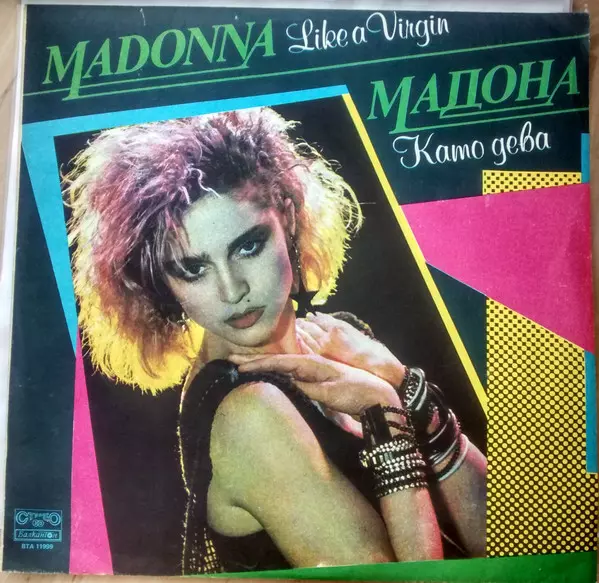 MADONNA Like a Virgin
МАДОНА
Като дева
СТЕРЕО
Балкантон
ВТА 11999